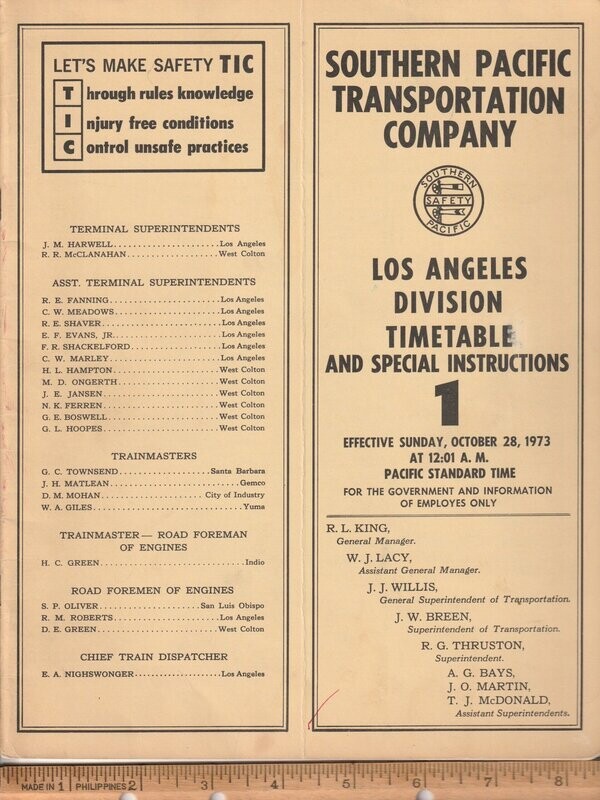 LET'S MAKE SAFETY TIC
Through rules knowledge
Injury free conditions
Control unsafe practices
TERMINAL SUPERINTENDENTS
J. M. HARWELL....................Los Angeles
R. R. McCLANAHAN.................West Colton
ASST. TERMINAL SUPERINTENDENTS
R. E. FANNING....................Los Angeles
C. W. MEADOWS....................Los Angeles
R. E. SHAVER.....................Los Angeles
E. F. EVANS, JR..................Los Angeles
F. R. SHACKELFORD................Los Angeles
C. W. MARLEY.....................Los Angeles
H. L. HAMPTON....................West Colton
M. D. ONGERTH....................West Colton
J. E. JANSEN.....................West Colton
N. K. FERREN.....................West Colton
G. E. BOSWELL....................West Colton
G. L. HOOPES.....................West Colton
TRAINMASTERS
G. C. TOWNSEND...................Santa Barbara
J. H. MATLEAN....................Gemco
D. M. MOHAN......................City of Industry
W. A. GILES......................Yuma
TRAINMASTER — ROAD FOREMAN
OF ENGINES
H. C. GREEN......................Indio
ROAD FOREMEN OF ENGINES
S. P. OLIVER.....................San Luis Obispo
R. M. ROBERTS....................Los Angeles
D. E. GREEN......................West Colton
CHIEF TRAIN DISPATCHER
E. A. NIGHSWONGER................Los Angeles
SOUTHERN PACIFIC
TRANSPORTATION
COMPANY
SOUTHERN
SAFETY
PACIFIC
LOS ANGELES
DIVISION
TIMETABLE
AND SPECIAL INSTRUCTIONS
1
EFFECTIVE SUNDAY, OCTOBER 28, 1973
AT 12:01 A. M.
PACIFIC STANDARD TIME
FOR THE GOVERNMENT AND INFORMATION
OF EMPLOYES ONLY
R. L. KING,
General Manager.
W. J. LACY,
Assistant General Manager.
J. J. WILLIS,
General Superintendent of Transportation.
J. W. BREEN,
Superintendent of Transportation.
R. G. THRUSTON,
Superintendent.
A. G. BAYS,
J. O. MARTIN,
T. J. McDONALD,
Assistant Superintendents.
MADE IN 1 PHILIPPINES 2 3 4 5 6 7 8